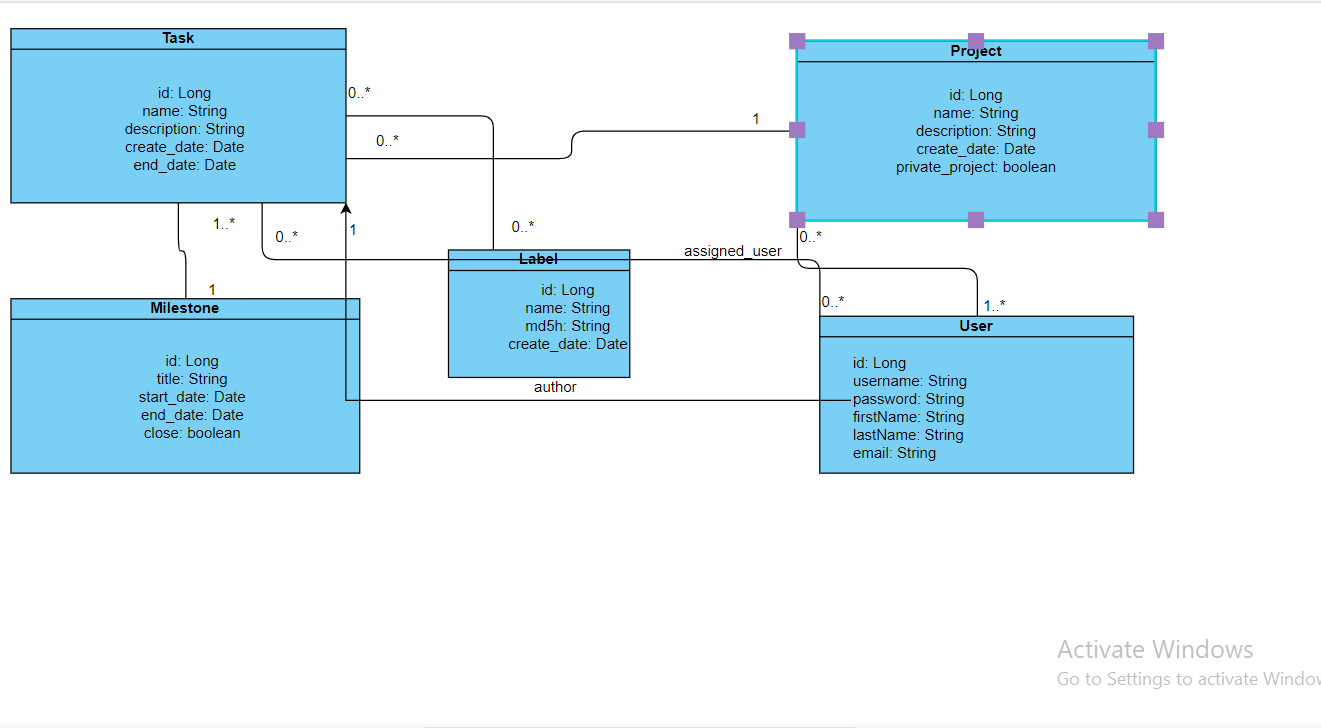 Task
id: Long
name: String
description: String
create_date: Date
end_date: Date
Project
id: Long
name: String
description: String
create_date: Date
private_project: boolean
0..*
0..*
1
1..*
0..*
1
0..*
assigned_user
0..*
0..*
1..*
1
Label
id: Long
name: String
md5h: String
create_date: Date
author
Milestone
id: Long
title: String
start_date: Date
end_date: Date
close: boolean
User
id: Long
username: String
password: String
firstName: String
lastName: String
email: String
Activate Windows
Go to Settings to activate Window